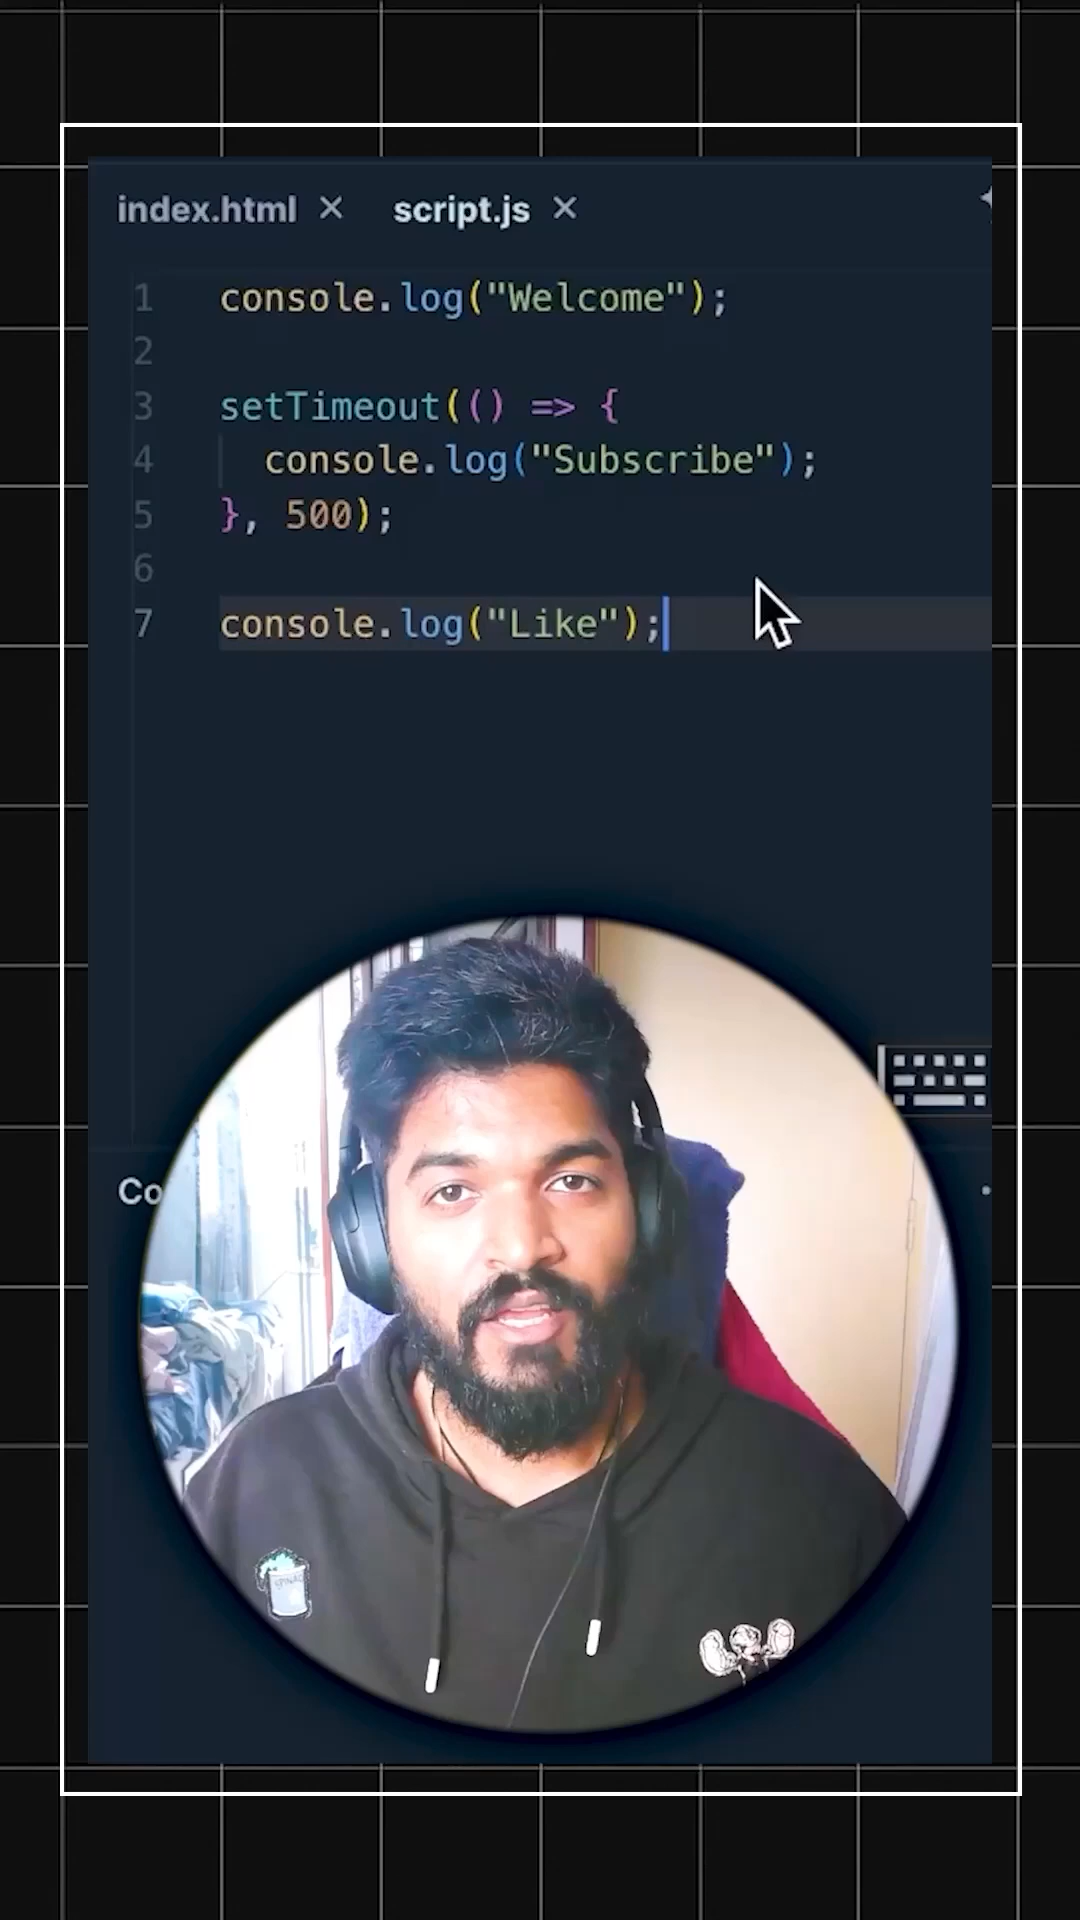 index.html ✕ script.js ✕
1 console.log("Welcome");
2
3 setTimeout(() => {
4 console.log("Subscribe");
5 }, 500);
6
7 console.log("Like");
Co